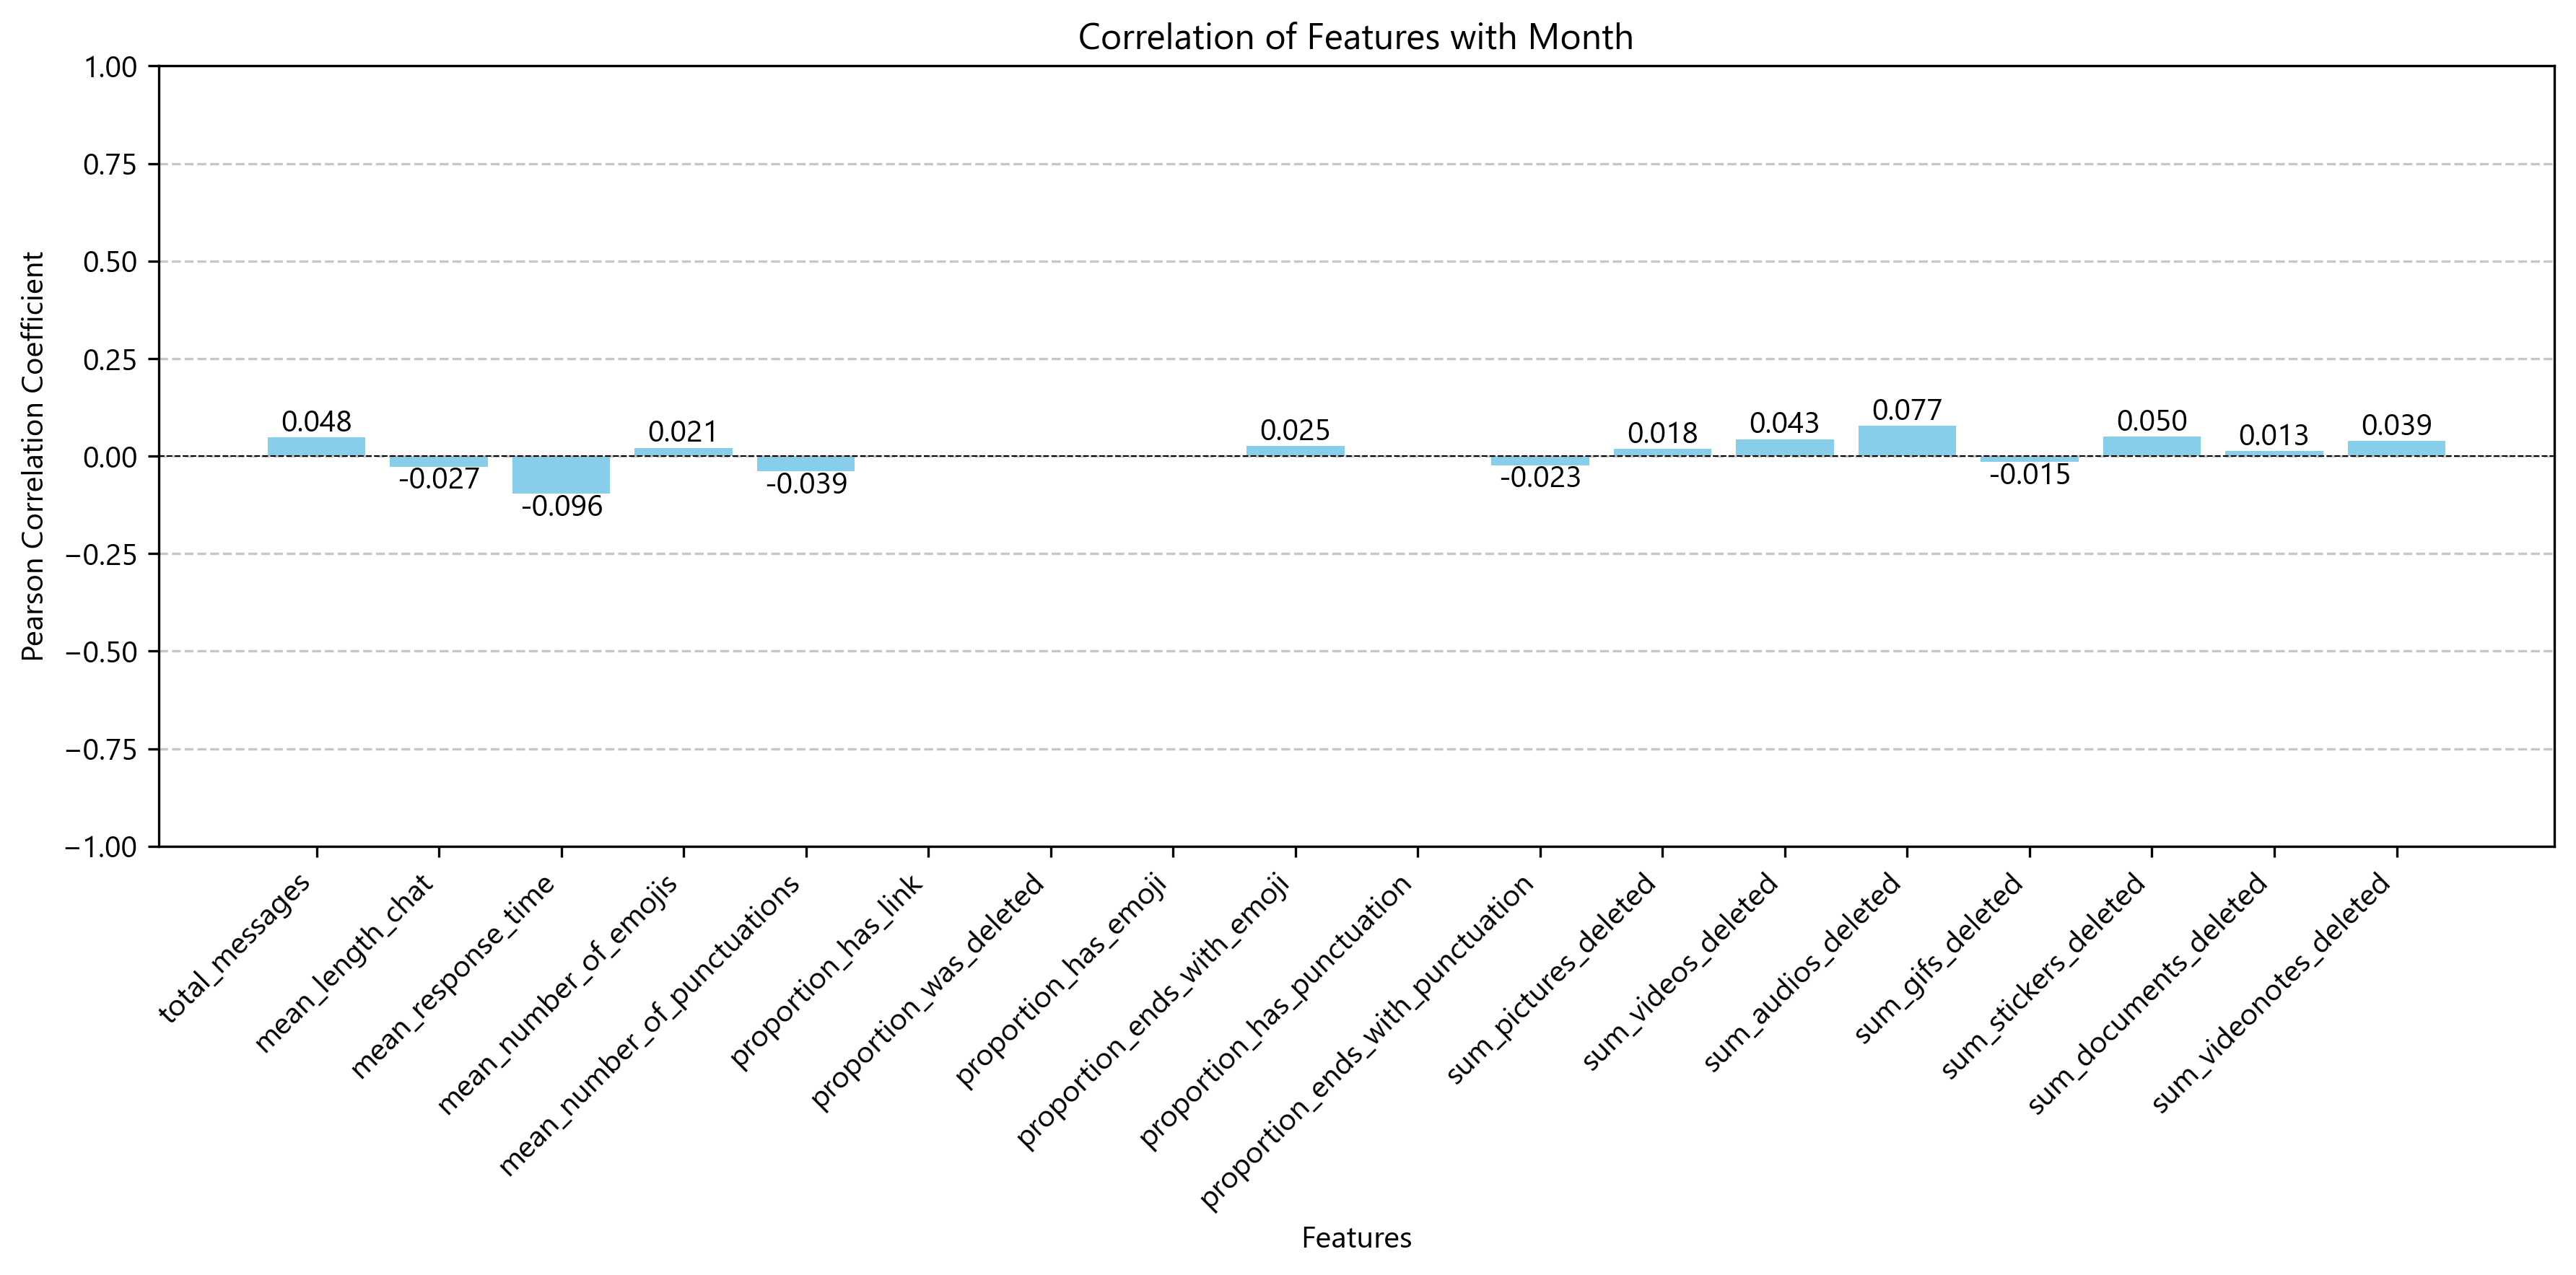 Correlation of Features with Month
Pearson Correlation Coefficient
1.00
0.75
0.50
0.25
0.00
−0.25
−0.50
−0.75
−1.00
0.048
-0.027
-0.096
0.021
-0.039
0.025
-0.023
0.018
0.043
0.077
-0.015
0.050
0.013
0.039
total_messages
mean_length_chat
mean_response_time
mean_number_of_emojis
mean_number_of_punctuations
proportion_has_link
proportion_was_deleted
proportion_has_emoji
proportion_ends_with_emoji
proportion_has_punctuation
proportion_ends_with_punctuation
sum_pictures_deleted
sum_videos_deleted
sum_audios_deleted
sum_gifs_deleted
sum_stickers_deleted
sum_documents_deleted
sum_videonotes_deleted
Features